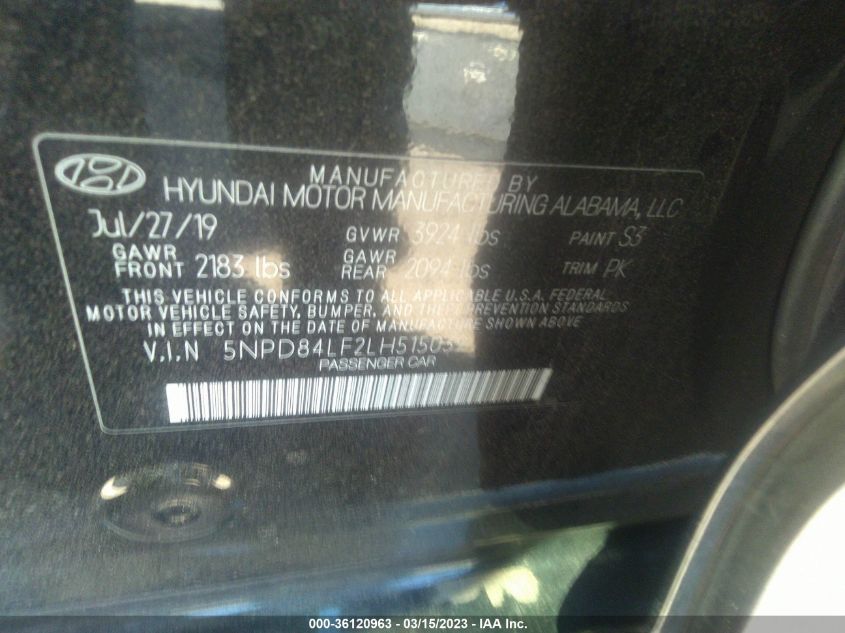 MANUFACTURED BY
HYUNDAI MOTOR MANUFACTURING ALABAMA, LLC
Jul/27/19 GVWR 3924 lbs PAINT S3
GAWR FRONT 2183 lbs GAWR REAR 2094 lbs TRIM PK
THIS VEHICLE CONFORMS TO ALL APPLICABLE U.S.A. FEDERAL
MOTOR VEHICLE SAFETY, BUMPER, AND THEFT PREVENTION STANDARDS
IN EFFECT ON THE DATE OF MANUFACTURE SHOWN ABOVE
V.I.N
PASSENGER CAR
000-36120963 - 03/15/2023 - IAA Inc.